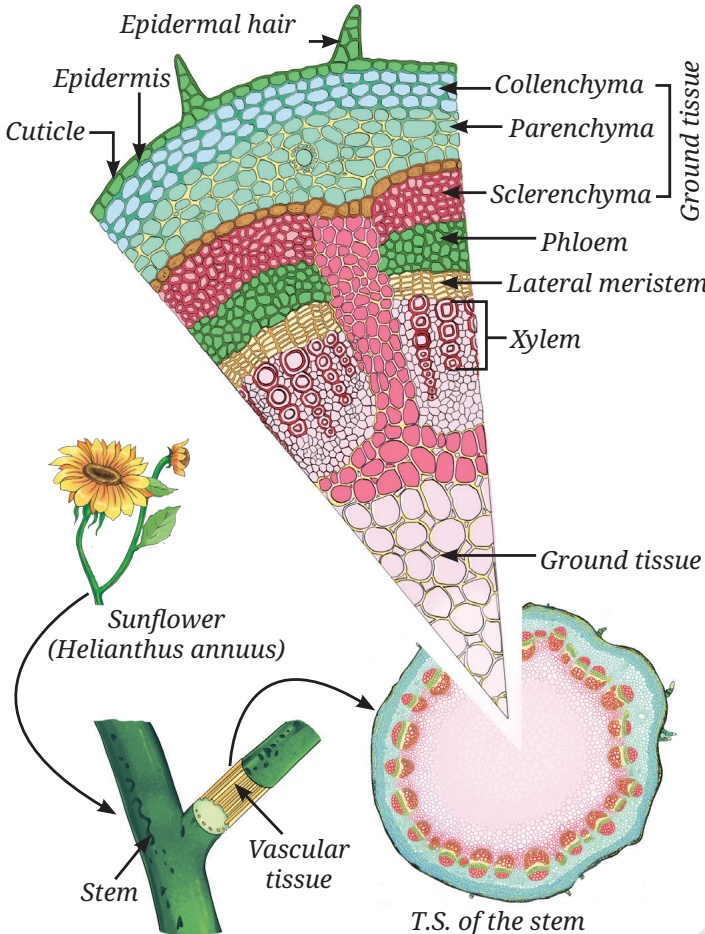 Epidermal hair
Epidermis
Cuticle
Collenchyma
Parenchyma
Sclerenchyma
Ground tissue
Phloem
Lateral meristem
Xylem
Ground tissue
Sunflower
(Helianthus annuus)
Stem
Vascular
tissue
T.S. of the stem